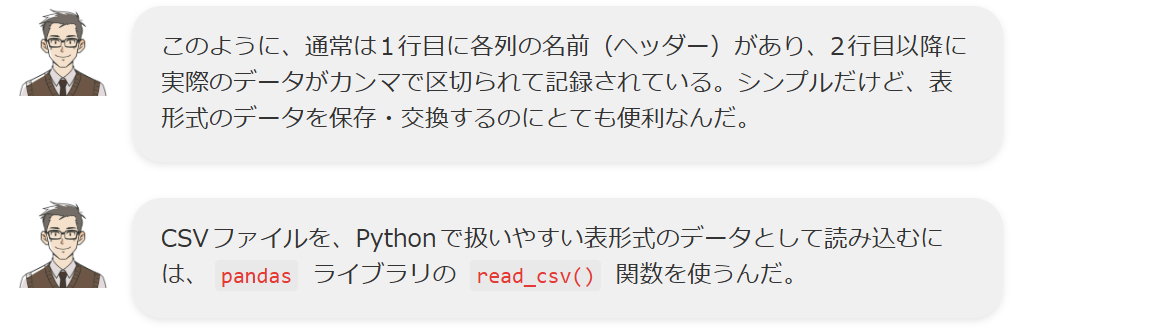 このように、通常は1行目に各列の名前（ヘッダー）があり、2行目以降に
実際のデータがカンマで区切られて記録されている。シンプルだけど、表
形式のデータを保存・交換するのにとても便利なんだ。
CSVファイルを、Pythonで扱いやすい表形式のデータとして読み込むに
は、 pandas ライブラリの read_csv() 関数を使うんだ。